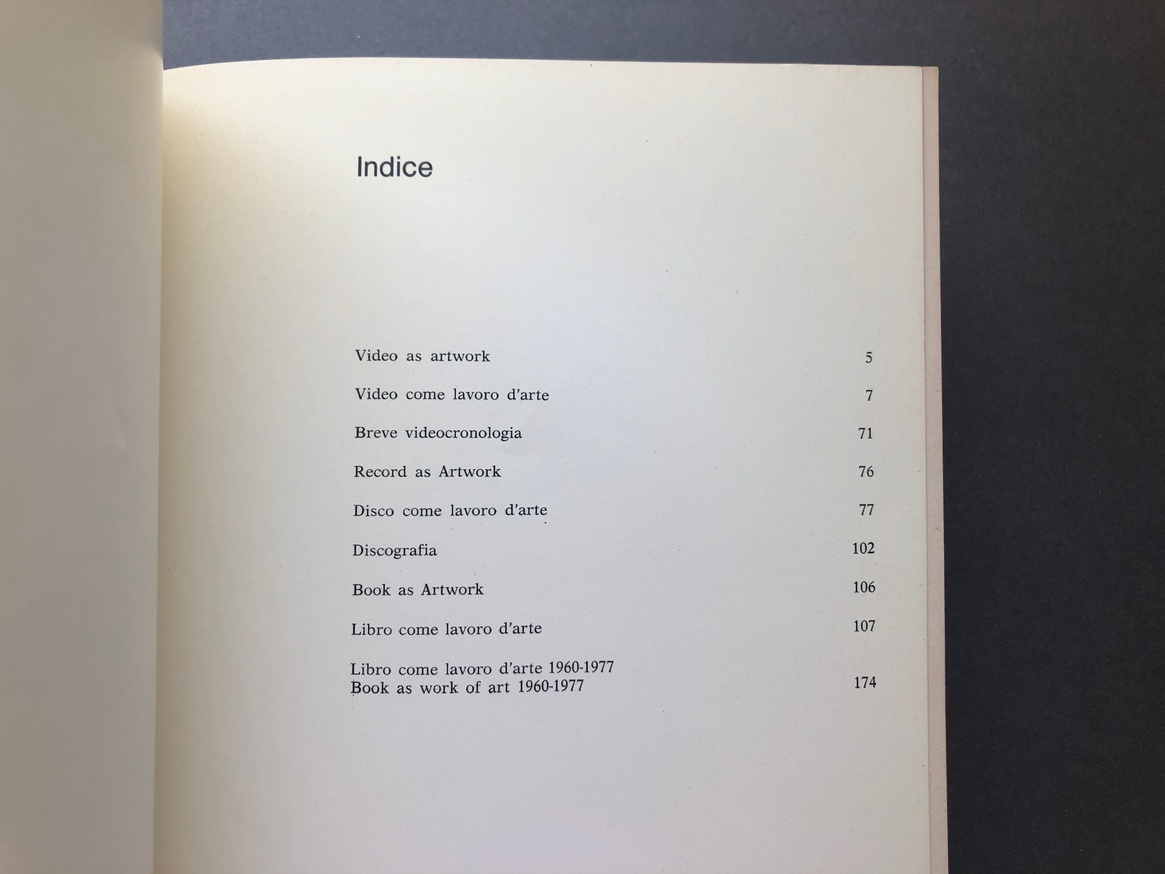 Indice
Video as artwork 5
Video come lavoro d'arte 7
Breve videocronologia 71
Record as Artwork 76
Disco come lavoro d'arte 77
Discografia 102
Book as Artwork 106
Libro come lavoro d'arte 107
Libro come lavoro d'arte 1960-1977
Book as work of art 1960-1977 174